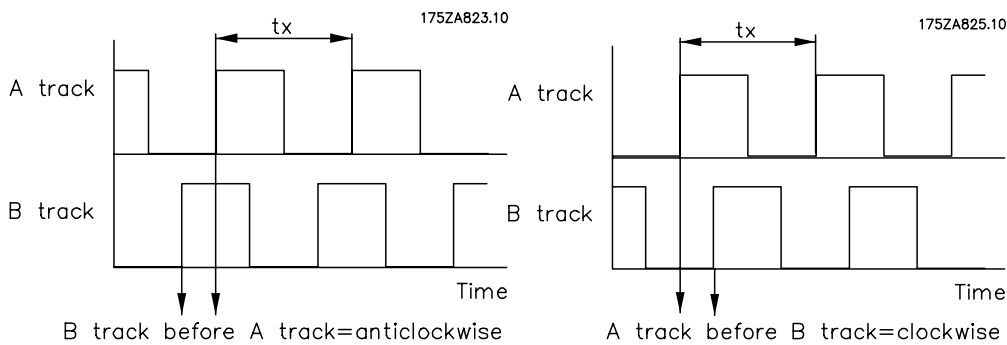 175ZA823.10
tx
A track
B track
Time
B track before A track=anticlockwise
175ZA825.10
tx
A track
B track
Time
A track before B track=clockwise